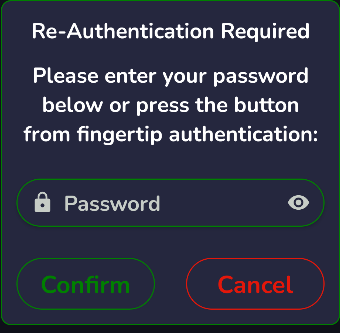 Re-Authentication Required
Please enter your password
below or press the button
from fingertip authentication:
Password
Confirm
Cancel